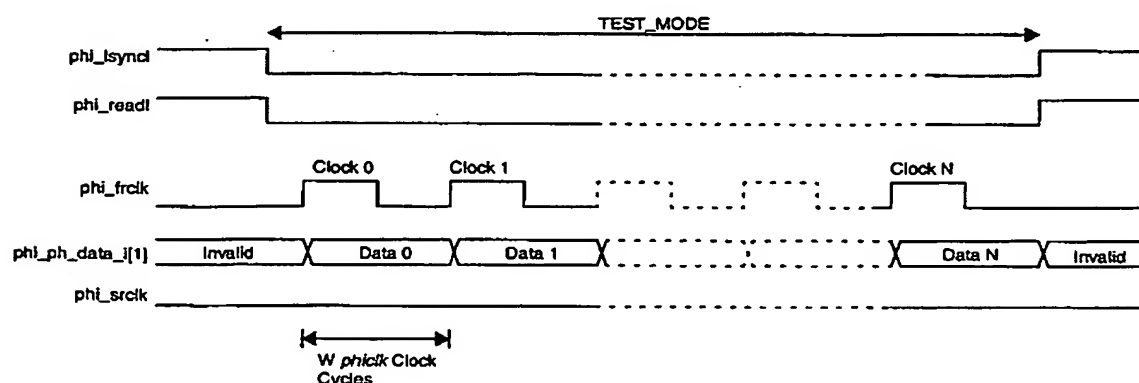 TEST_MODE
phi_lsyncl
phi_readl
Clock 0 Clock 1 Clock N
phi_frclk
phi_ph_data_i[1] Invalid Data 0 Data 1 Data N Invalid
phi_srclk
W phiclk Clock
Cycles